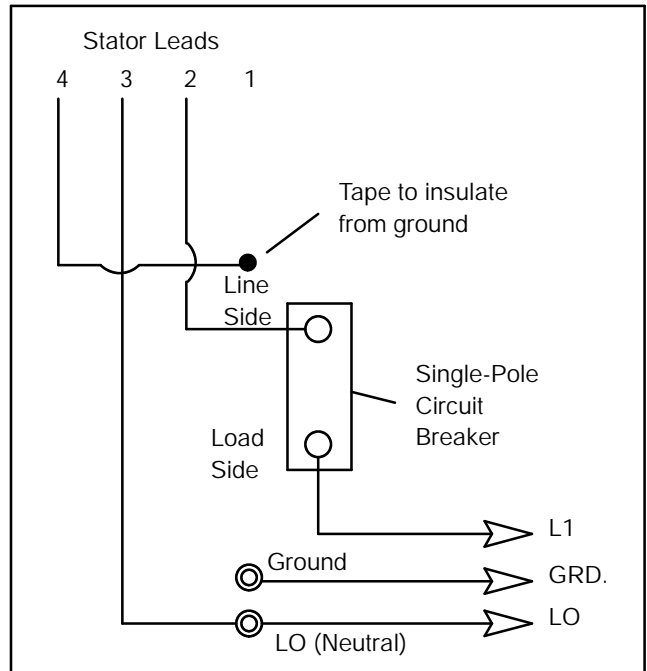 Stator Leads
4 3 2 1
Tape to insulate
from ground
Line
Side
Single-Pole
Circuit
Breaker
Load
Side
L1
Ground
GRD.
LO
LO (Neutral)